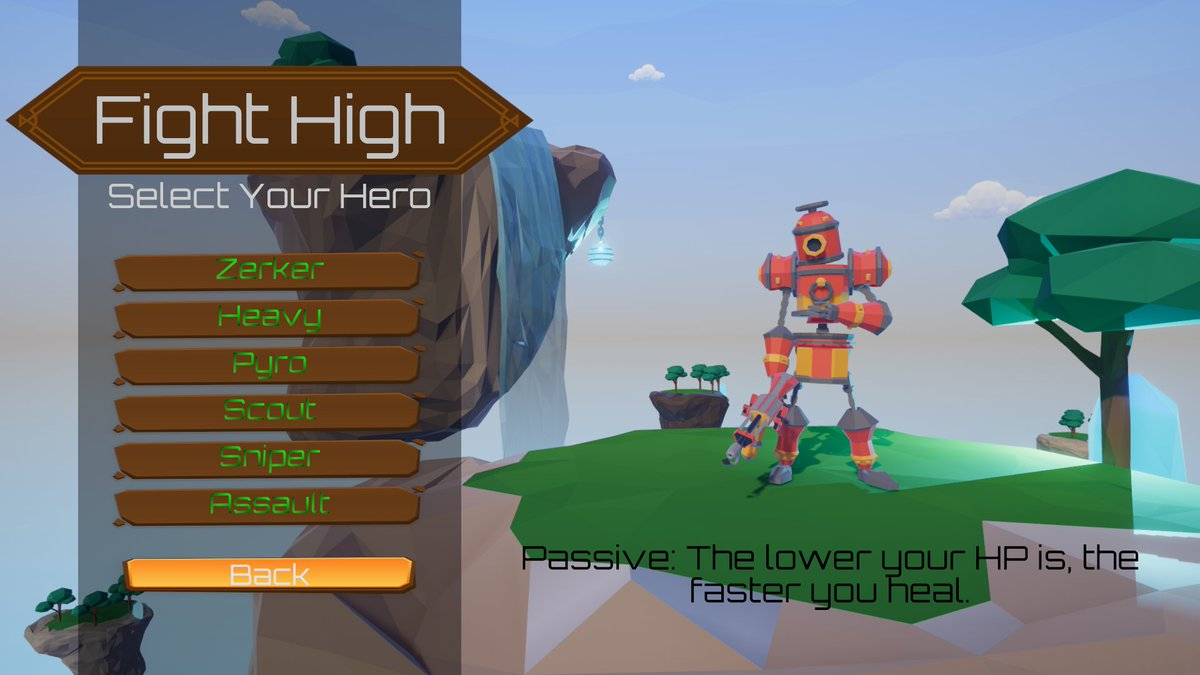 Fight High
Select Your Hero
Zerker
Heavy
Pyro
Scout
Sniper
Assault
Back
Passive: The lower your HP is, the
faster you heal.